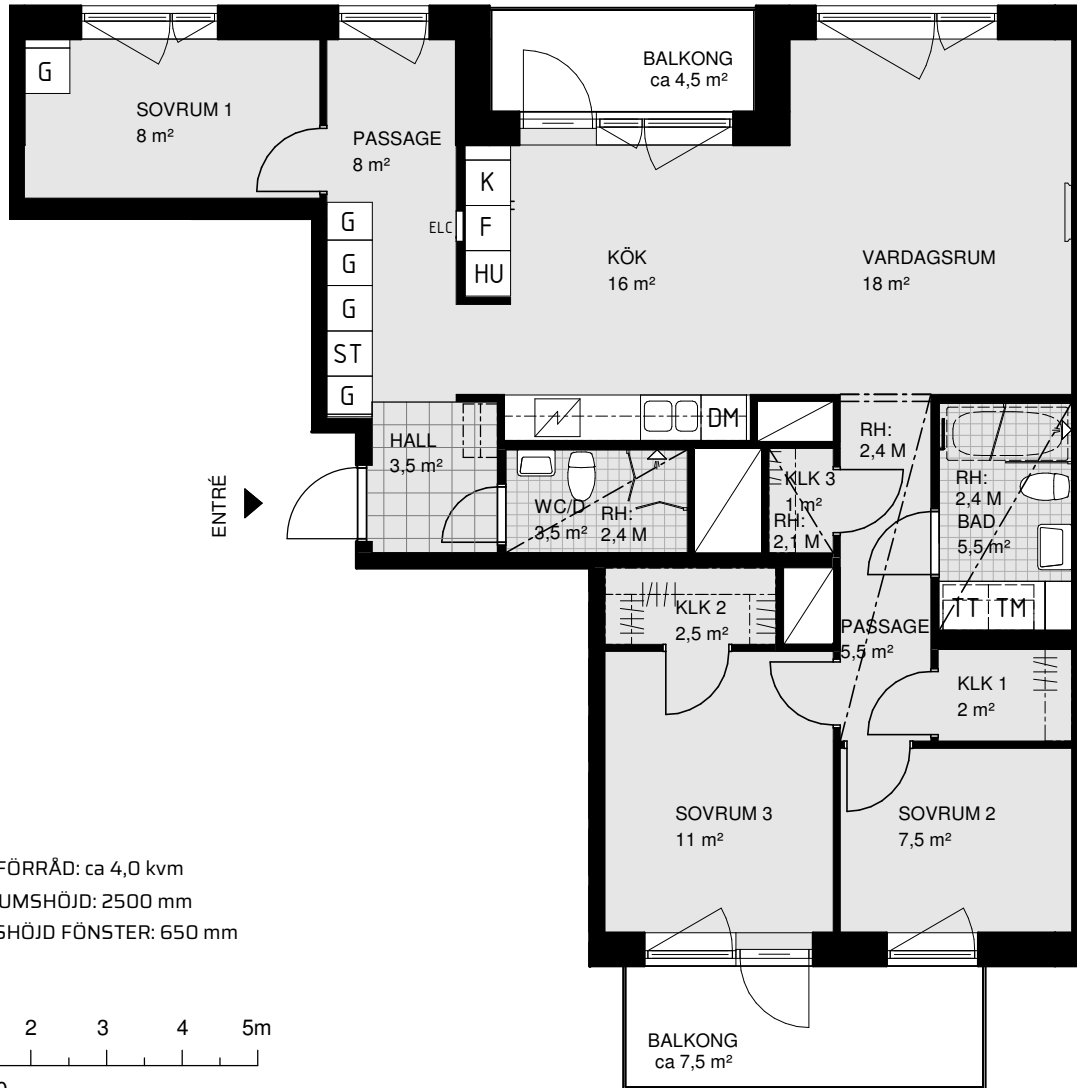 BALKONG
ca 4,5 m²
G
SOVRUM 1
8 m²
PASSAGE
8 m²
K
F
HU
ELC
KÖK
16 m²
VARDAGSRUM
18 m²
G
G
G
ST
G
DM
HALL
3,5 m²
ENTRÉ
WC/D
3,5 m²
RH:
2,4 M
KLK 3
1 m²
RH:
2,1 M
RH:
2,4 M
RH:
2,4 M
BAD
5,5 m²
TT TM
KLK 2
2,5 m²
PASSAGE
5,5 m²
KLK 1
2 m²
SOVRUM 3
11 m²
SOVRUM 2
7,5 m²
FÖRRÅD: ca 4,0 kvm
UMSHÖJD: 2500 mm
SHÖJD FÖNSTER: 650 mm
2 3 4 5m
BALKONG
ca 7,5 m²